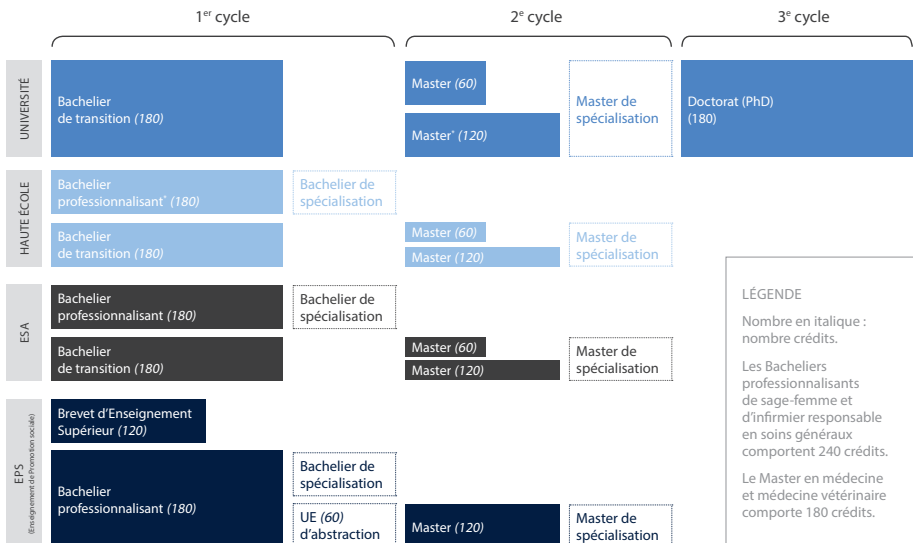 1er cycle
2e cycle
3e cycle
UNIVERSITÉ
Bachelier
de transition (180)
Master (60)
Master* (120)
Master de
spécialisation
Doctorat (PhD)
(180)
HAUTE ÉCOLE
Bachelier
professionnalisant* (180)
Bachelier de
spécialisation
Bachelier
de transition (180)
Master (60)
Master (120)
Master de
spécialisation
ESA
Bachelier
professionnalisant (180)
Bachelier de
spécialisation
Bachelier
de transition (180)
Master (60)
Master (120)
Master de
spécialisation
EPS
(Enseignement de Promotion sociale)
Brevet d'Enseignement
Supérieur (120)
Bachelier
professionnalisant (180)
Bachelier de
spécialisation
UE (60)
d'abstraction
Master (120)
Master de
spécialisation
LÉGENDE
Nombre en italique :
nombre crédits.
Les Bacheliers
professionnalisants
de sage-femme et
d'infirmier responsable
en soins généraux
comportent 240 crédits.
Le Master en médecine
et médecine vétérinaire
comporte 180 crédits.